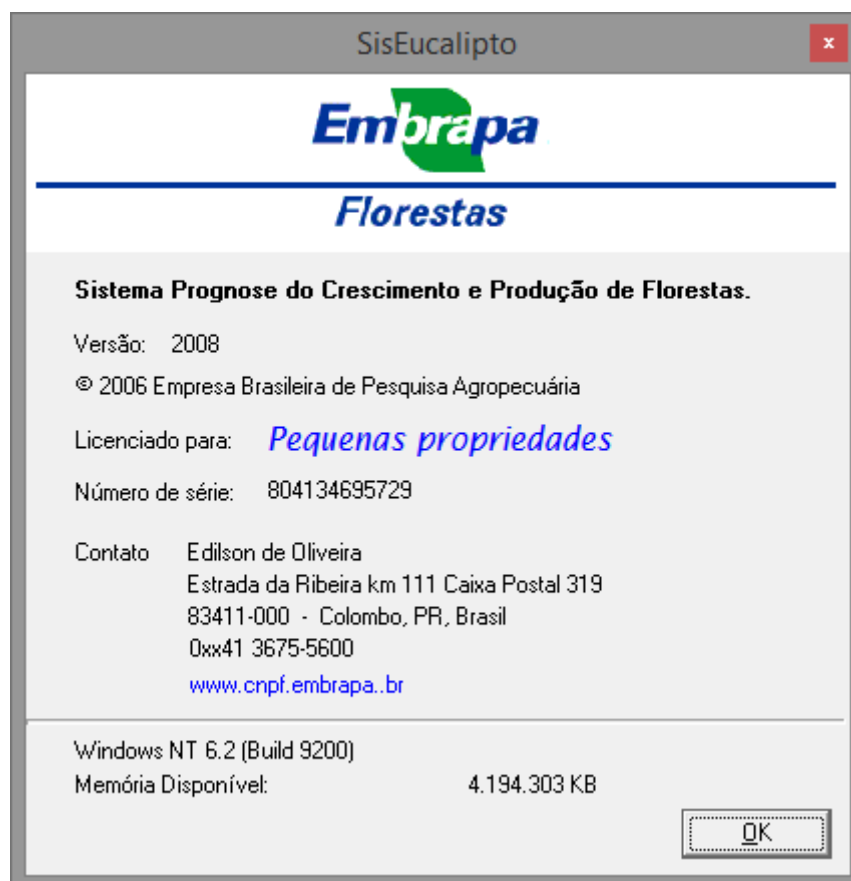 SisEucalipto
x
Embrapa
Florestas
Sistema Prognose do Crescimento e Produção de Florestas.
Versão: 2008
© 2006 Empresa Brasileira de Pesquisa Agropecuária
Licenciado para: Pequenas propriedades
Número de série: 804134695729
Contato Edilson de Oliveira
Estrada da Ribeira km 111 Caixa Postal 319
83411-000 - Colombo, PR, Brasil
0xx41 3675-5600
www.cnpf.embrapa..br
Windows NT 6.2 (Build 9200)
Memória Disponível: 4.194.303 KB
OK